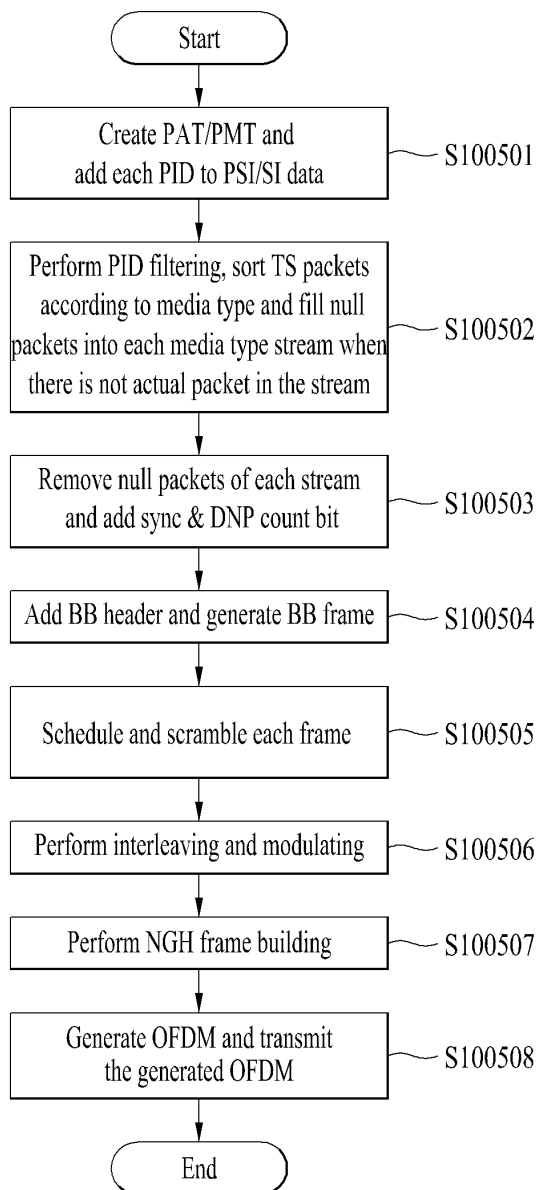 Start
Create PAT/PMT and
add each PID to PSI/SI data
S100501
Perform PID filtering, sort TS packets
according to media type and fill null
packets into each media type stream when
there is not actual packet in the stream
S100502
Remove null packets of each stream
and add sync & DNP count bit
S100503
Add BB header and generate BB frame
S100504
Schedule and scramble each frame
S100505
Perform interleaving and modulating
S100506
Perform NGH frame building
S100507
Generate OFDM and transmit
the generated OFDM
S100508
End